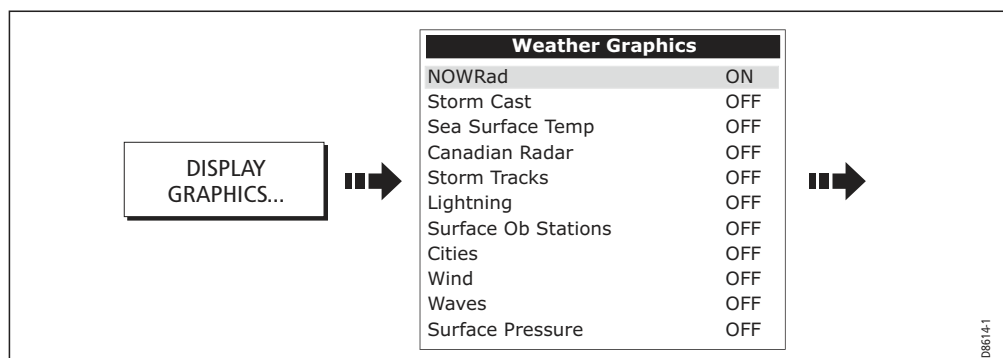 DISPLAY
GRAPHICS...
Weather Graphics
NOWRad ON
Storm Cast OFF
Sea Surface Temp OFF
Canadian Radar OFF
Storm Tracks OFF
Lightning OFF
Surface Ob Stations OFF
Cities OFF
Wind OFF
Waves OFF
Surface Pressure OFF
D8614-1